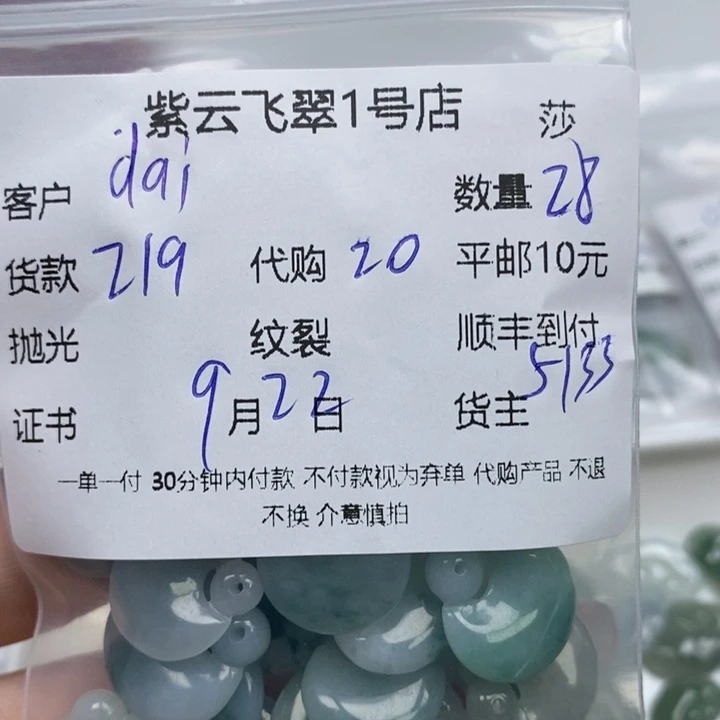 紫云飞翠1号店 莎
客户 dai 数量 28
货款 219 代购 20 平邮10元
抛光 纹裂 顺丰到付
证书 9月22日 货主 5133
一单一付 30分钟内付款 不付款视为弃单 代购产品 不退
不换 介意慎拍